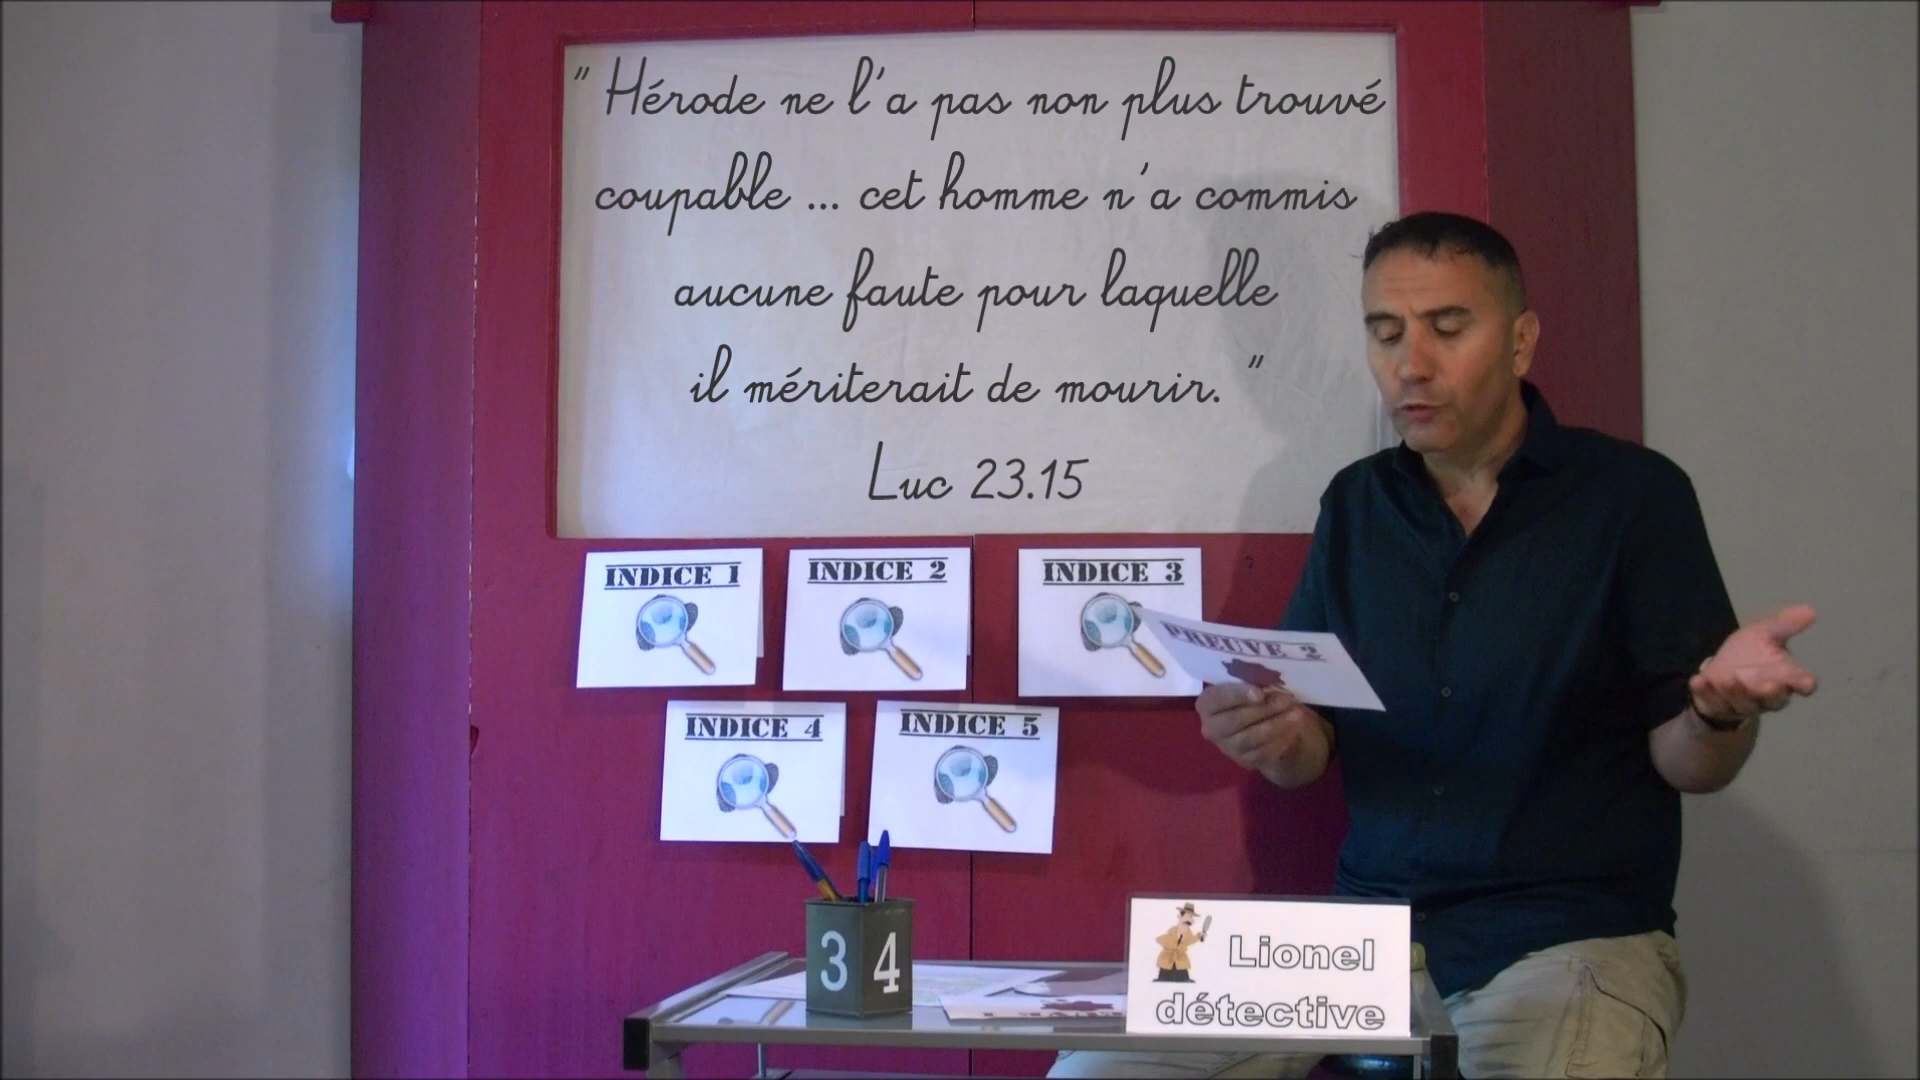 " Hérode ne l'a pas non plus trouvé
coupable ... cet homme n'a commis
aucune faute pour laquelle
il mériterait de mourir. "
Luc 23.15
INDICE 1
INDICE 2
INDICE 3
PREUVE 2
INDICE 4
INDICE 5
3 4
Lionel
détective